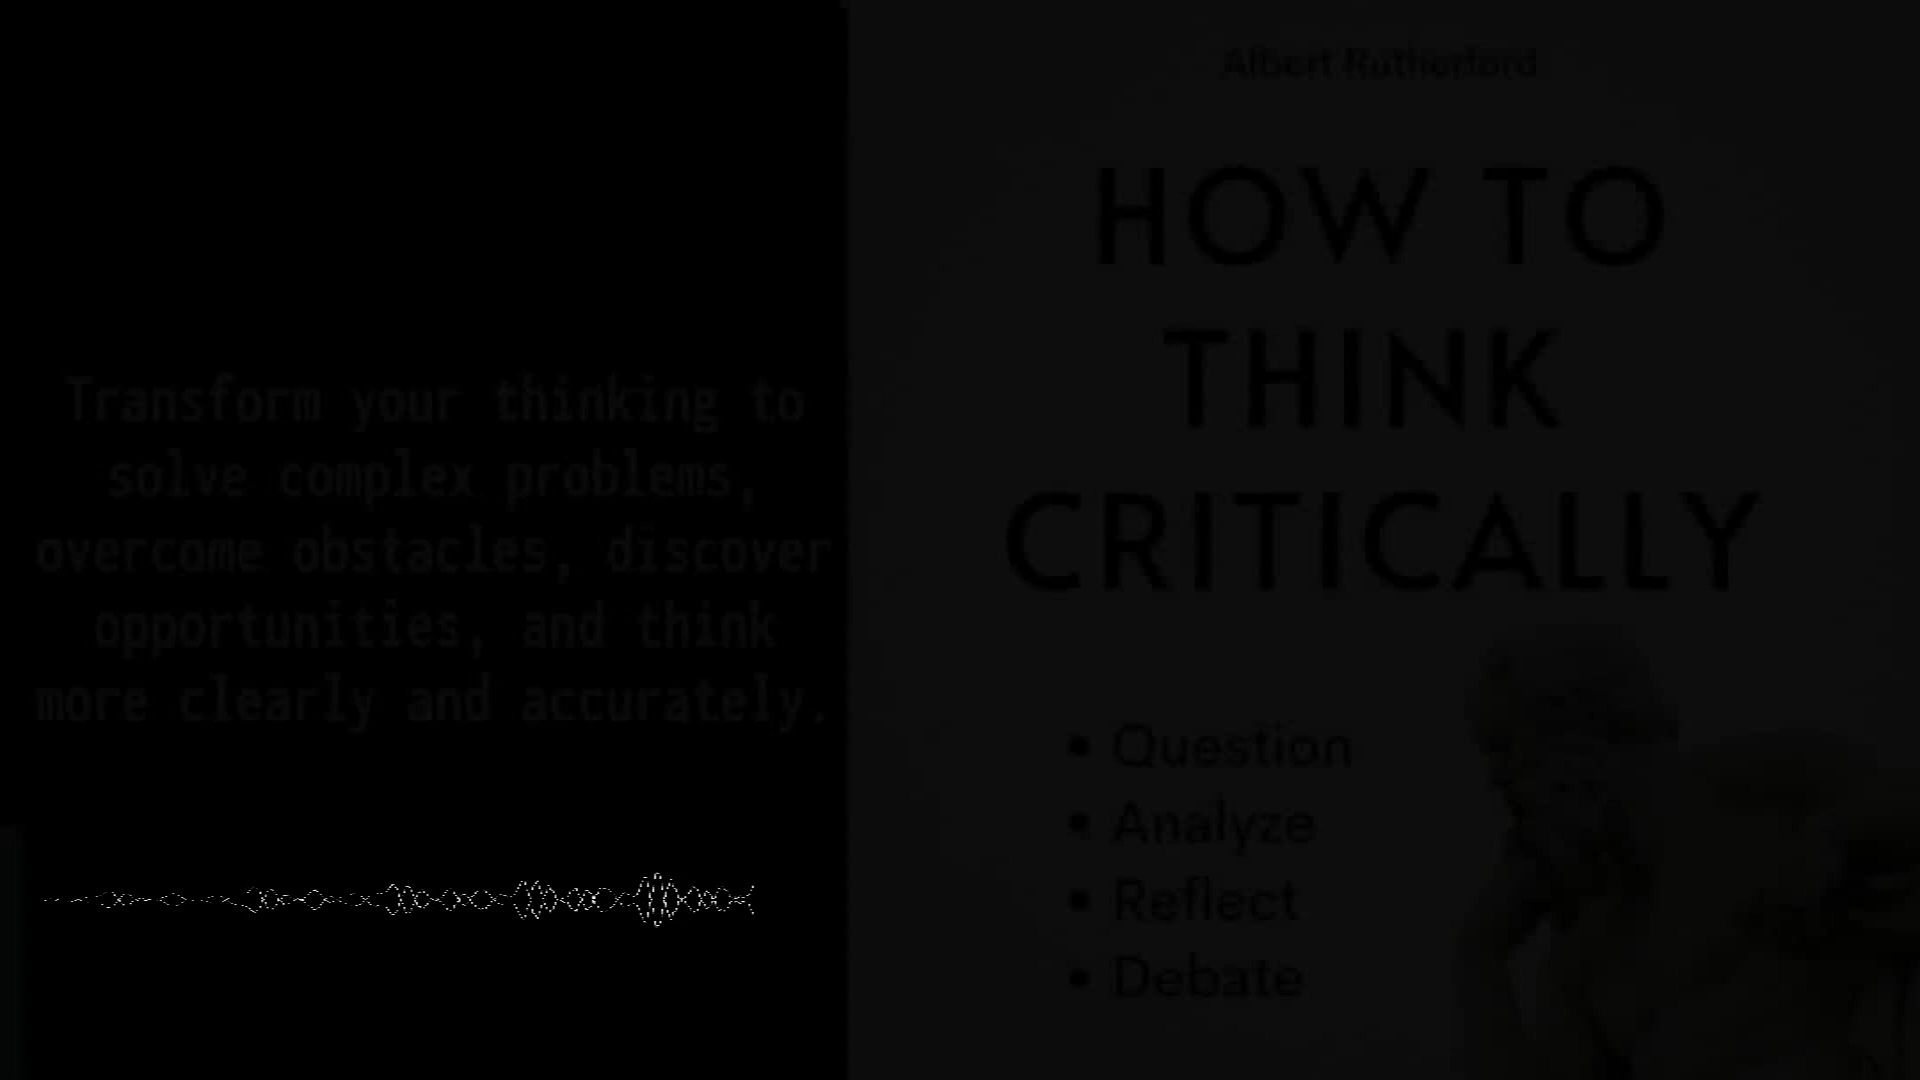 Transform your thinking to
solve complex problems,
overcome obstacles, discover
opportunities, and think
more clearly and accurately.
Albert Rutherford
HOW TO
THINK
CRITICALLY
• Question
• Analyze
• Reflect
• Debate